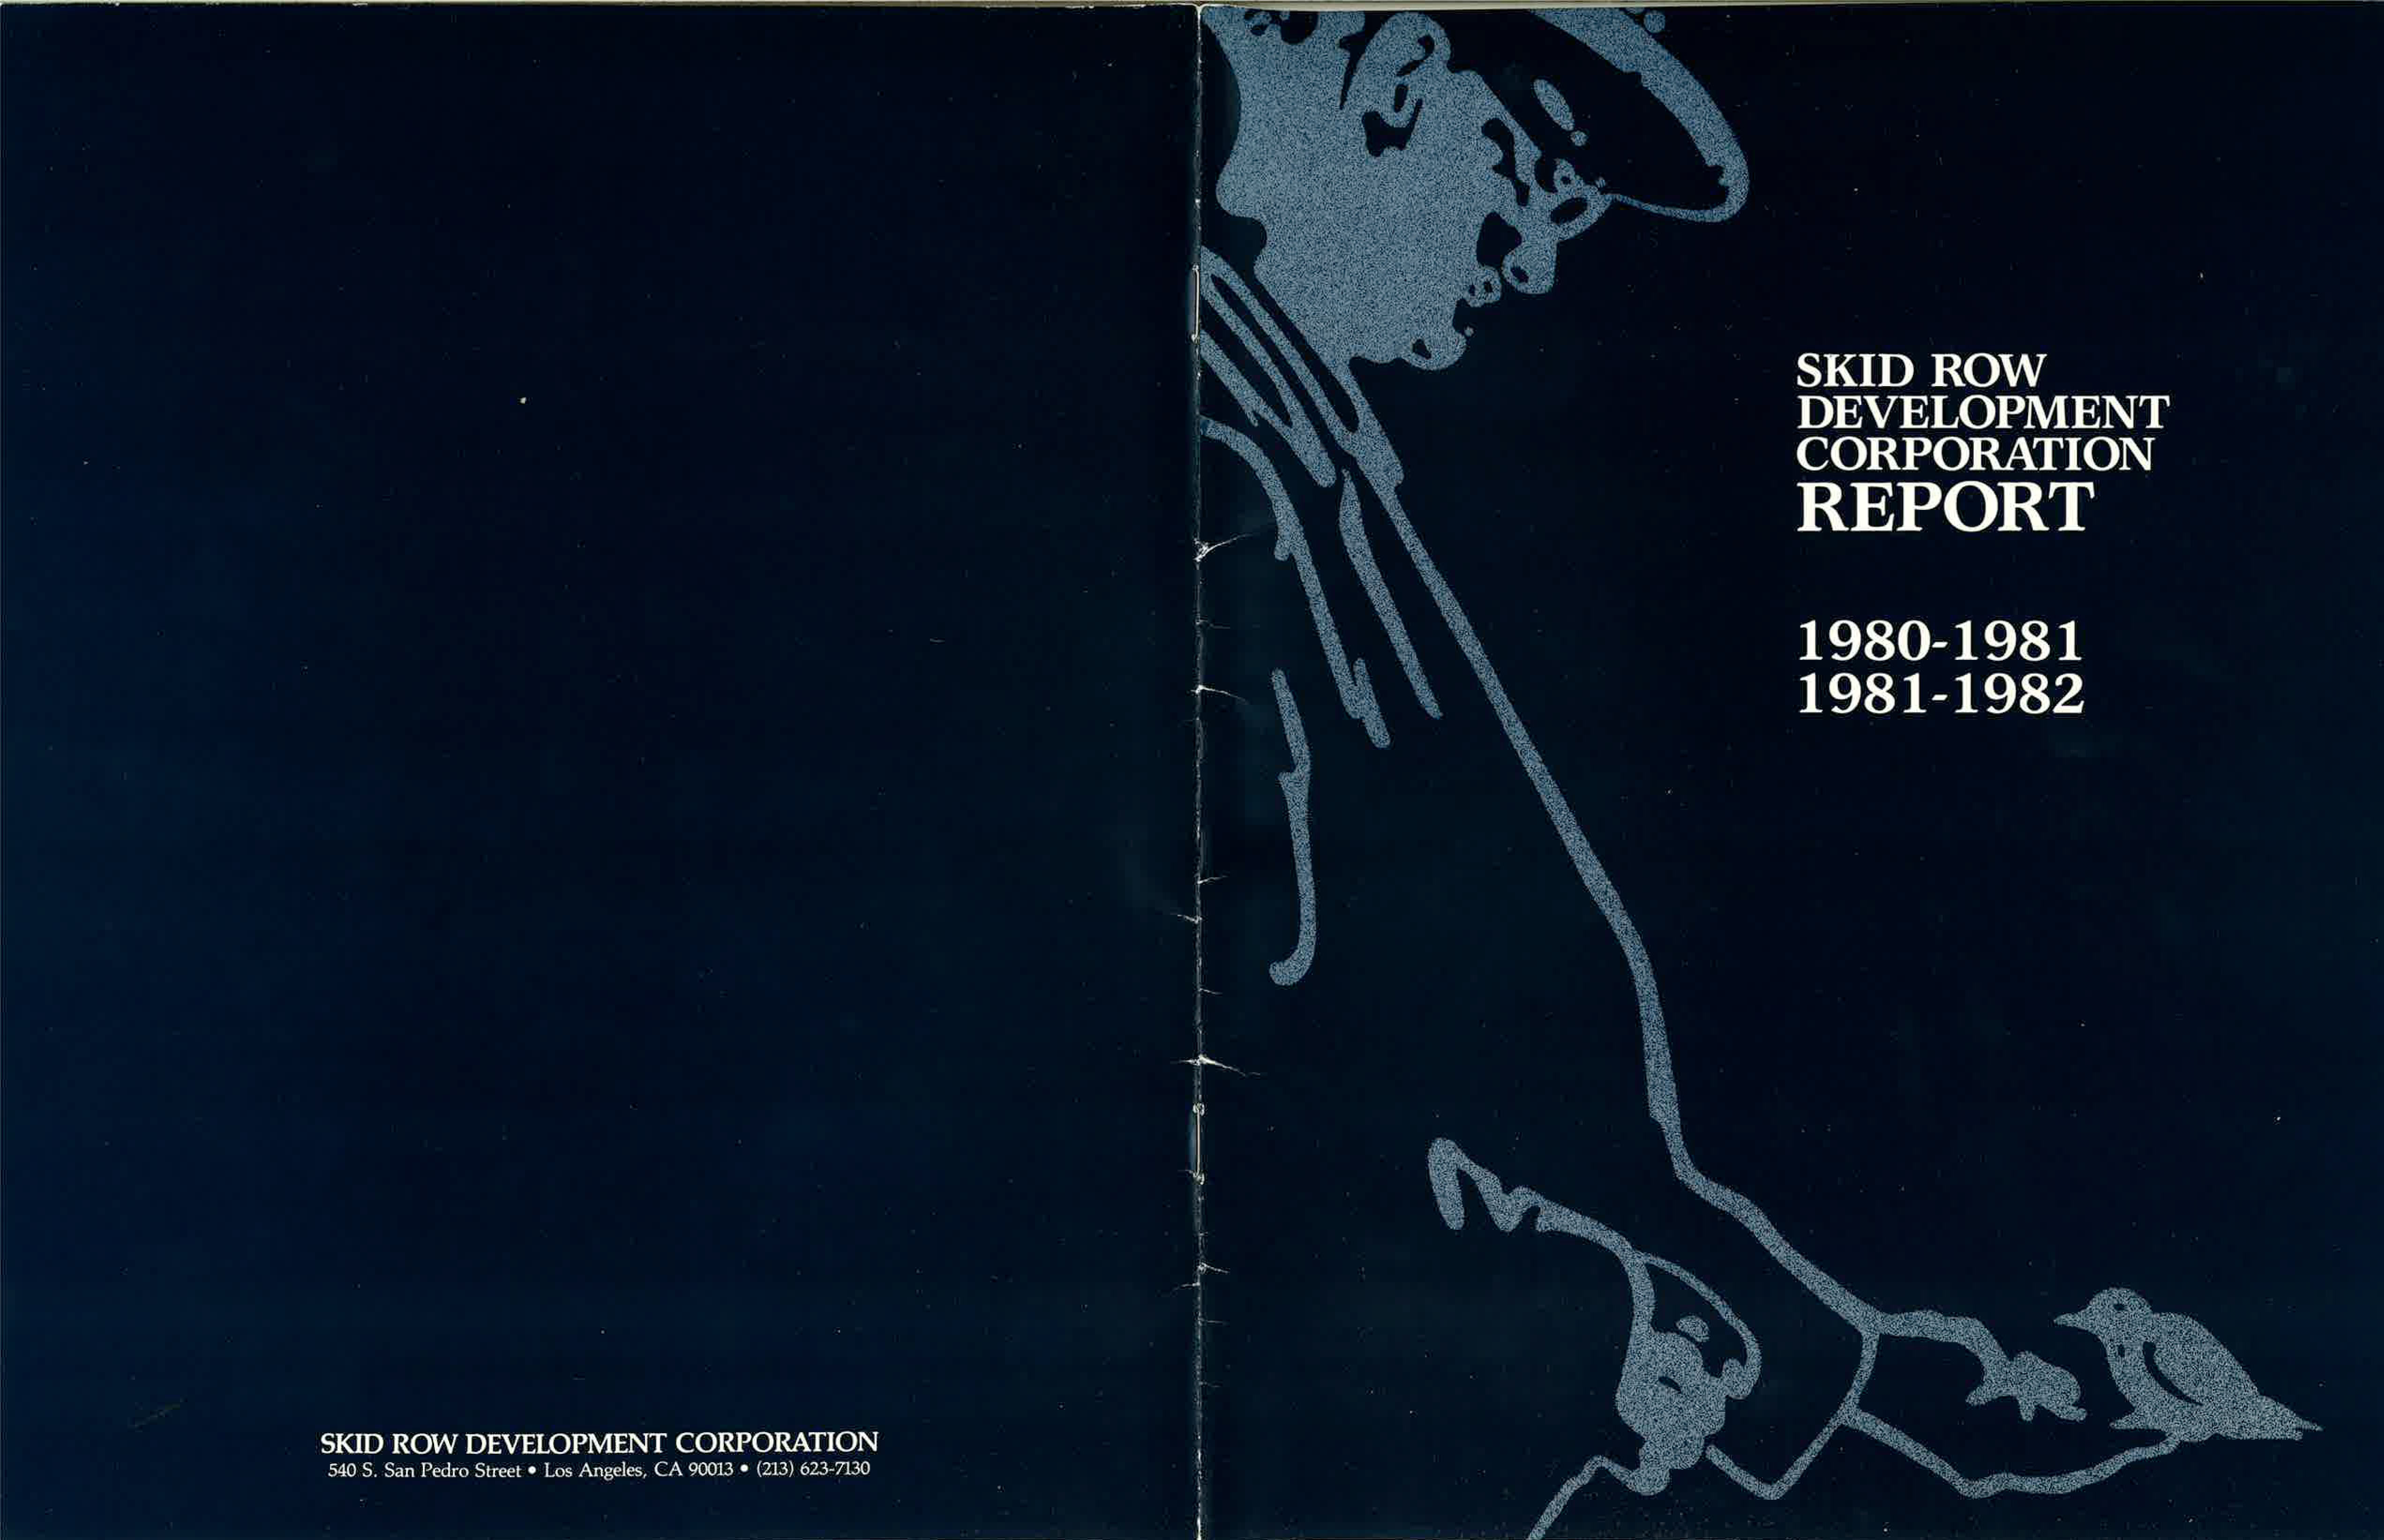 SKID ROW DEVELOPMENT CORPORATION
540 S. San Pedro Street • Los Angeles, CA 90013 • (213) 623-7130
SKID ROW
DEVELOPMENT
CORPORATION
REPORT
1980-1981
1981-1982